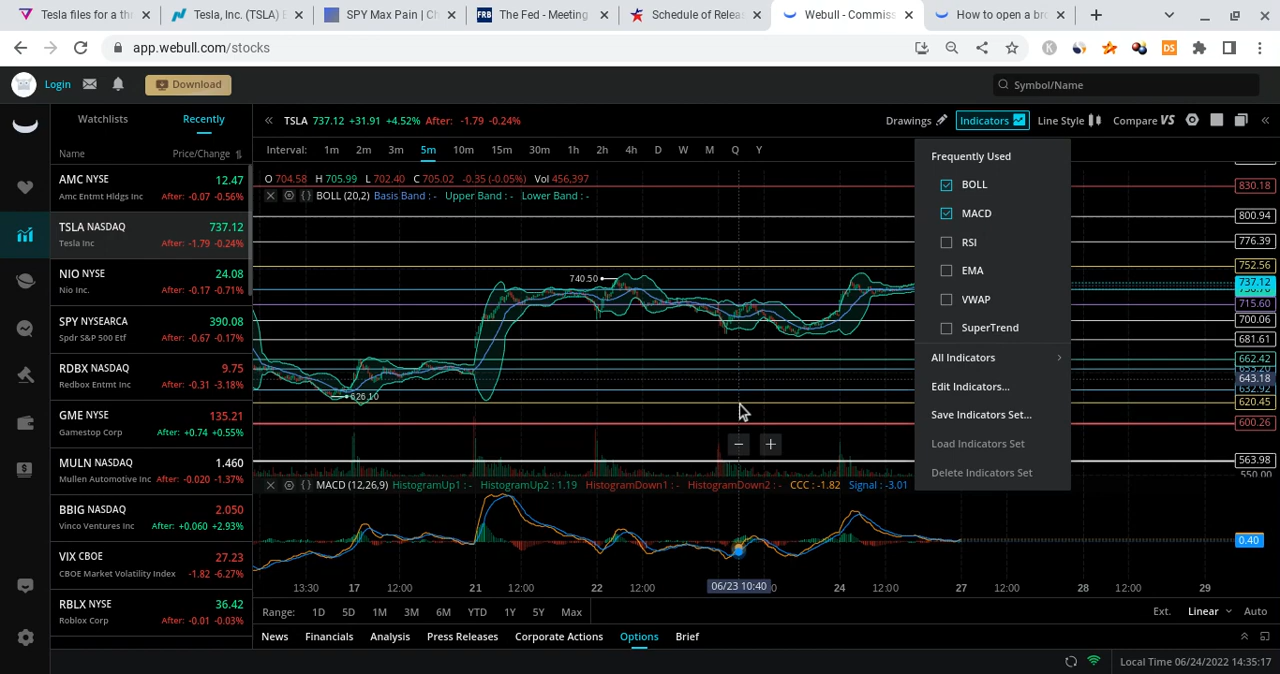 Tesla files for a th
Tesla, Inc. (TSLA) E
SPY Max Pain | Ch
FRB The Fed - Meeting
Schedule of Relea
Webull - Commiss
How to open a bro
app.webull.com/stocks
K
DS
Login
Download
Symbol/Name
Watchlists Recently
TSLA 737.12 +31.91 +4.52% After: -1.79 -0.24%
Drawings Indicators Line Style Compare VS
Name Price/Change
Interval: 1m 2m 3m 5m 10m 15m 30m 1h 2h 4h D W M Q Y
O 704.58 H 705.99 L 702.40 C 705.02 -0.35 (-0.05%) Vol 456,397
BOLL (20,2) Basis Band : - Upper Band : - Lower Band : -
AMC NYSE 12.47
Amc Entmt Hldgs Inc After: -0.07 -0.56%
TSLA NASDAQ 737.12
Tesla Inc After: -1.79 -0.24%
NIO NYSE 24.08
Nio Inc. After: -0.17 -0.71%
SPY NYSEARCA 390.08
Spdr S&P 500 Etf After: -0.67 -0.17%
RDBX NASDAQ 9.75
Redbox Entmt Inc After: -0.31 -3.18%
GME NYSE 135.21
Gamestop Corp After: +0.74 +0.55%
MULN NASDAQ 1.460
Mullen Automotive Inc After: -0.020 -1.37%
BBIG NASDAQ 2.050
Vinco Ventures Inc After: +0.060 +2.93%
VIX CBOE 27.23
CBOE Market Volatility Index -1.82 -6.27%
RBLX NYSE 36.42
Roblox Corp After: -0.01 -0.03%
740.50
626.10
Frequently Used
BOLL
MACD
RSI
EMA
VWAP
SuperTrend
All Indicators
Edit Indicators...
Save Indicators Set...
Load Indicators Set
Delete Indicators Set
830.18
800.94
776.39
752.56
737.12
715.60
700.06
681.61
662.42
643.18
632.92
620.45
600.26
563.98
550.00
MACD (12,26,9) HistogramUp1 : - HistogramUp2 : 1.19 HistogramDown1 : - HistogramDown2 : - CCC : -1.82 Signal : -3.01
0.40
13:30 17 12:00 21 12:00 22 12:00 06/23 10:40 24 12:00 27 12:00 28 12:00 29
Range: 1D 5D 1M 3M 6M YTD 1Y 5Y Max
Ext. Linear Auto
News Financials Analysis Press Releases Corporate Actions Options Brief
Local Time 06/24/2022 14:35:17